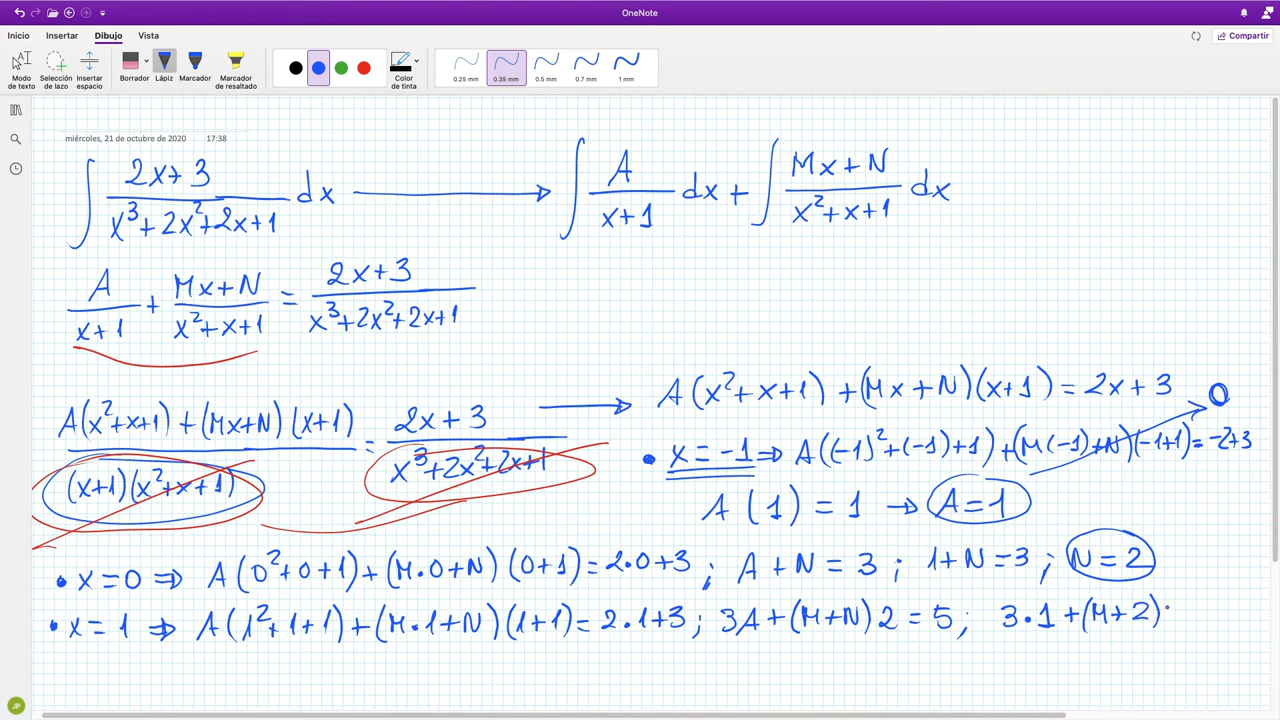 OneNote
Inicio Insertar Dibujo Vista
Compartir
Modo de texto
Selección de lazo
Insertar espacio
Borrador
Lápiz
Marcador
Marcador de resaltado
Color de tinta
0.25 mm 0.35 mm 0.5 mm 0.7 mm 1 mm
miércoles, 21 de octubre de 2020 17:38
∫ (2x+3)/(x³+2x²+2x+1) dx → ∫ A/(x+1) dx + ∫ (Mx+N)/(x²+x+1) dx
A/(x+1) + (Mx+N)/(x²+x+1) = (2x+3)/(x³+2x²+2x+1)
(A(x²+x+1)+(Mx+N)(x+1))/((x+1)(x²+x+1)) = (2x+3)/(x³+2x²+2x+1) → A(x²+x+1)+(Mx+N)(x+1)=2x+3
0
• x=-1 ⇒ A((-1)²+(-1)+1)+(M(-1)+N)(-1+1)=-2+3
A(1)=1 → A=1
• x=0 ⇒ A(0²+0+1)+(M·0+N)(0+1)=2·0+3; A+N=3; 1+N=3; N=2
• x=1 ⇒ A(1²+1+1)+(M·1+N)(1+1)=2·1+3; 3A+(M+N)2=5; 3·1+(M+2)·
JP